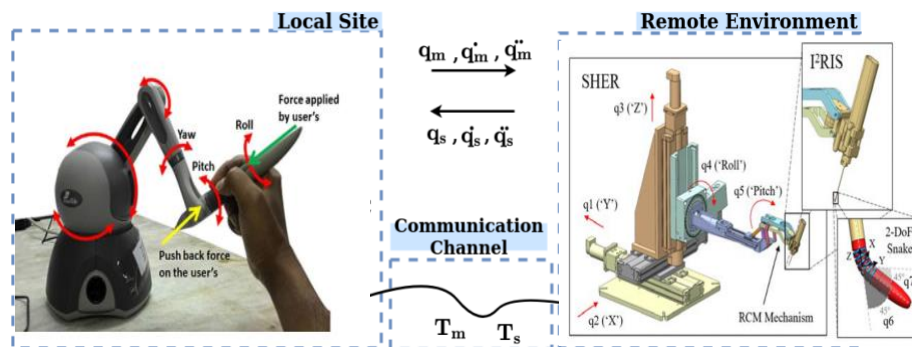 Local Site
Remote Environment
Force applied
by user's
Roll
Yaw
Pitch
Push back force
on the user's
qm , q̇m , q̈m
qs , q̇s , q̈s
Communication
Channel
Tm
Ts
SHER
q3 ('Z')
q4 ('Roll')
q5 ('Pitch')
q1 ('Y')
q2 ('X')
RCM Mechanism
I²RIS
2-DoF
Snake
X
Z
Y
45°
q7
45°
q6